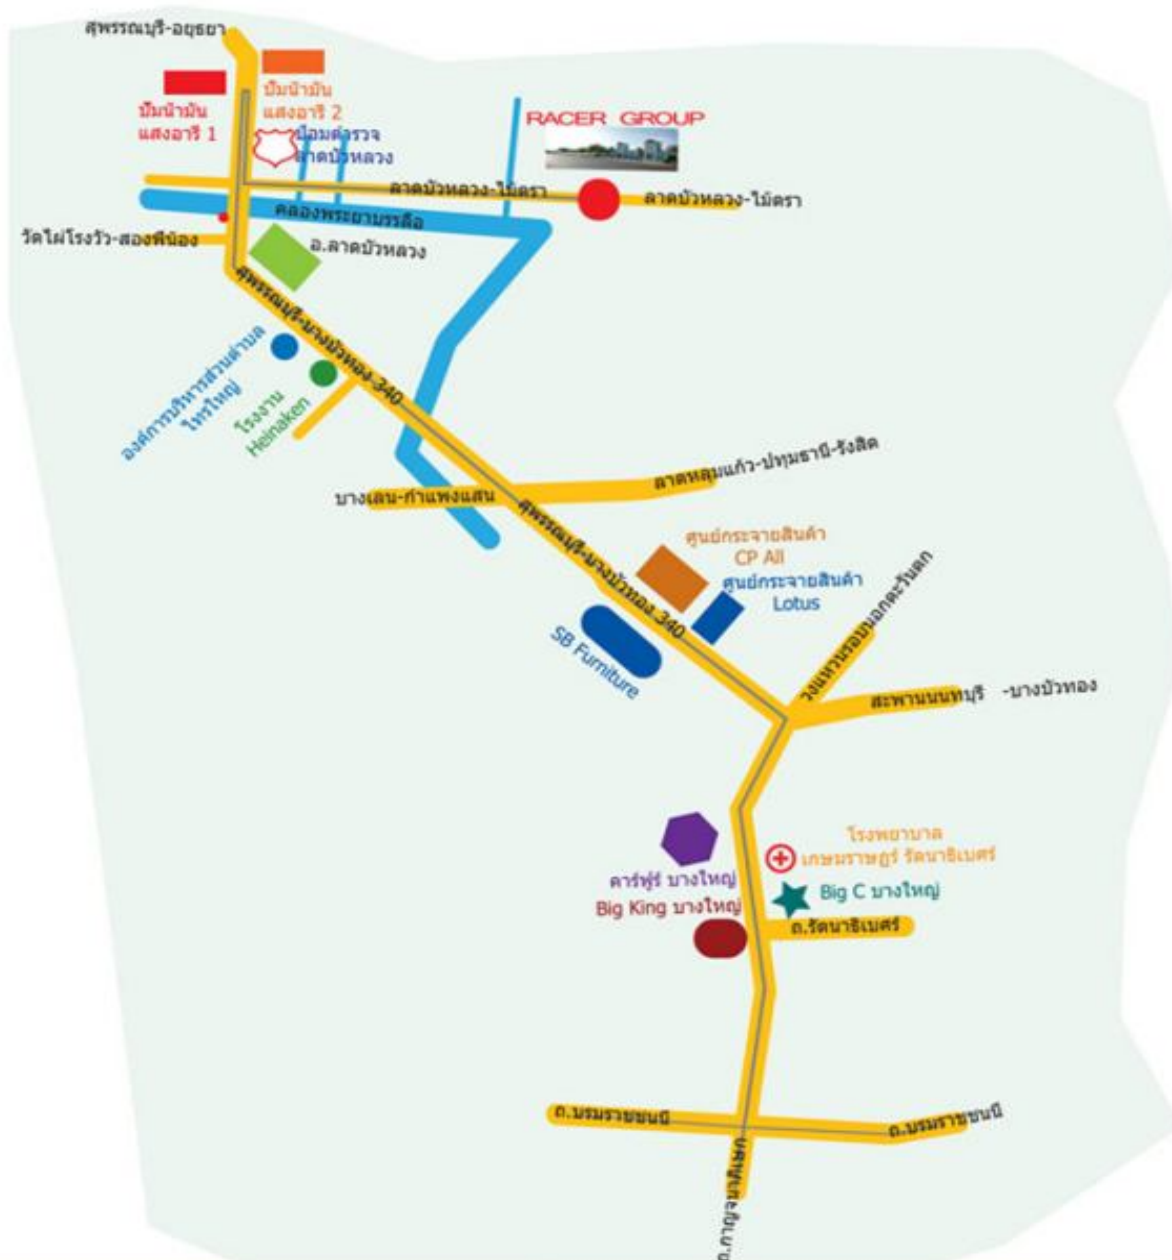 สุพรรณบุรี-อยุธยา
ปั๊มน้ำมัน
แสงอารี 1
ปั๊มน้ำมัน
แสงอารี 2
ป้อมตำรวจ
ลาดบัวหลวง
RACER GROUP
ลาดบัวหลวง-ไม้ตรา
ลาดบัวหลวง-ไม้ตรา
คลองพระยาบรรลือ
วัดไผ่โรงวัว-สองพี่น้อง
อ.ลาดบัวหลวง
สุพรรณบุรี-บางบัวทอง 340
องค์การบริหารส่วนตำบล
ไทรใหญ่
โรงงาน
Heinaken
บางเลน-กำแพงแสน
ลาดหลุมแก้ว-ปทุมธานี-รังสิต
สุพรรณบุรี-บางบัวทอง 340
ศูนย์กระจายสินค้า
CP All
ศูนย์กระจายสินค้า
Lotus
SB Furniture
วงแหวนรอบนอกตะวันตก
สะพานนนทบุรี -บางบัวทอง
โรงพยาบาล
เกษมราษฎร์ รัตนาธิเบศร์
คาร์ฟูร์ บางใหญ่
Big C บางใหญ่
Big King บางใหญ่
ถ.รัตนาธิเบศร์
ถ.บรมราชชนนี
ถ.บรมราชชนนี
ถ.กาญจนาภิเษก